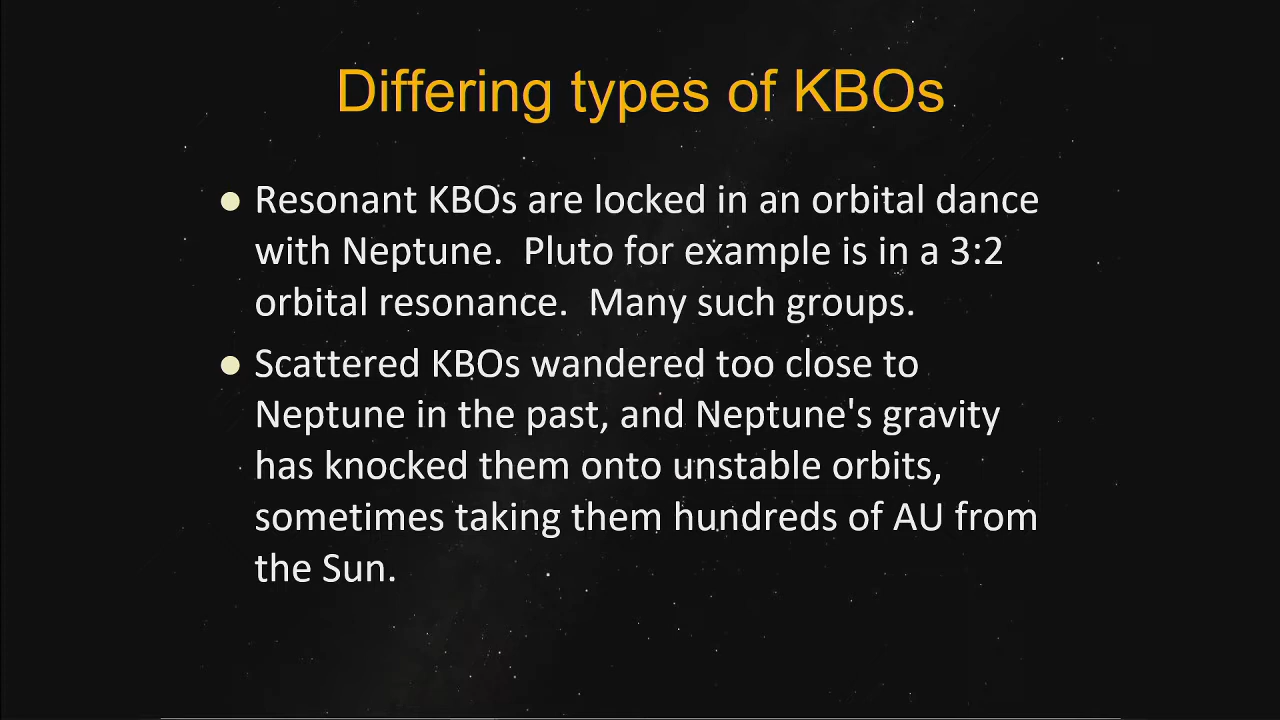 Differing types of KBOs
● Resonant KBOs are locked in an orbital dance
with Neptune.  Pluto for example is in a 3:2
orbital resonance.  Many such groups.
● Scattered KBOs wandered too close to
Neptune in the past, and Neptune's gravity
has knocked them onto unstable orbits,
sometimes taking them hundreds of AU from
the Sun.